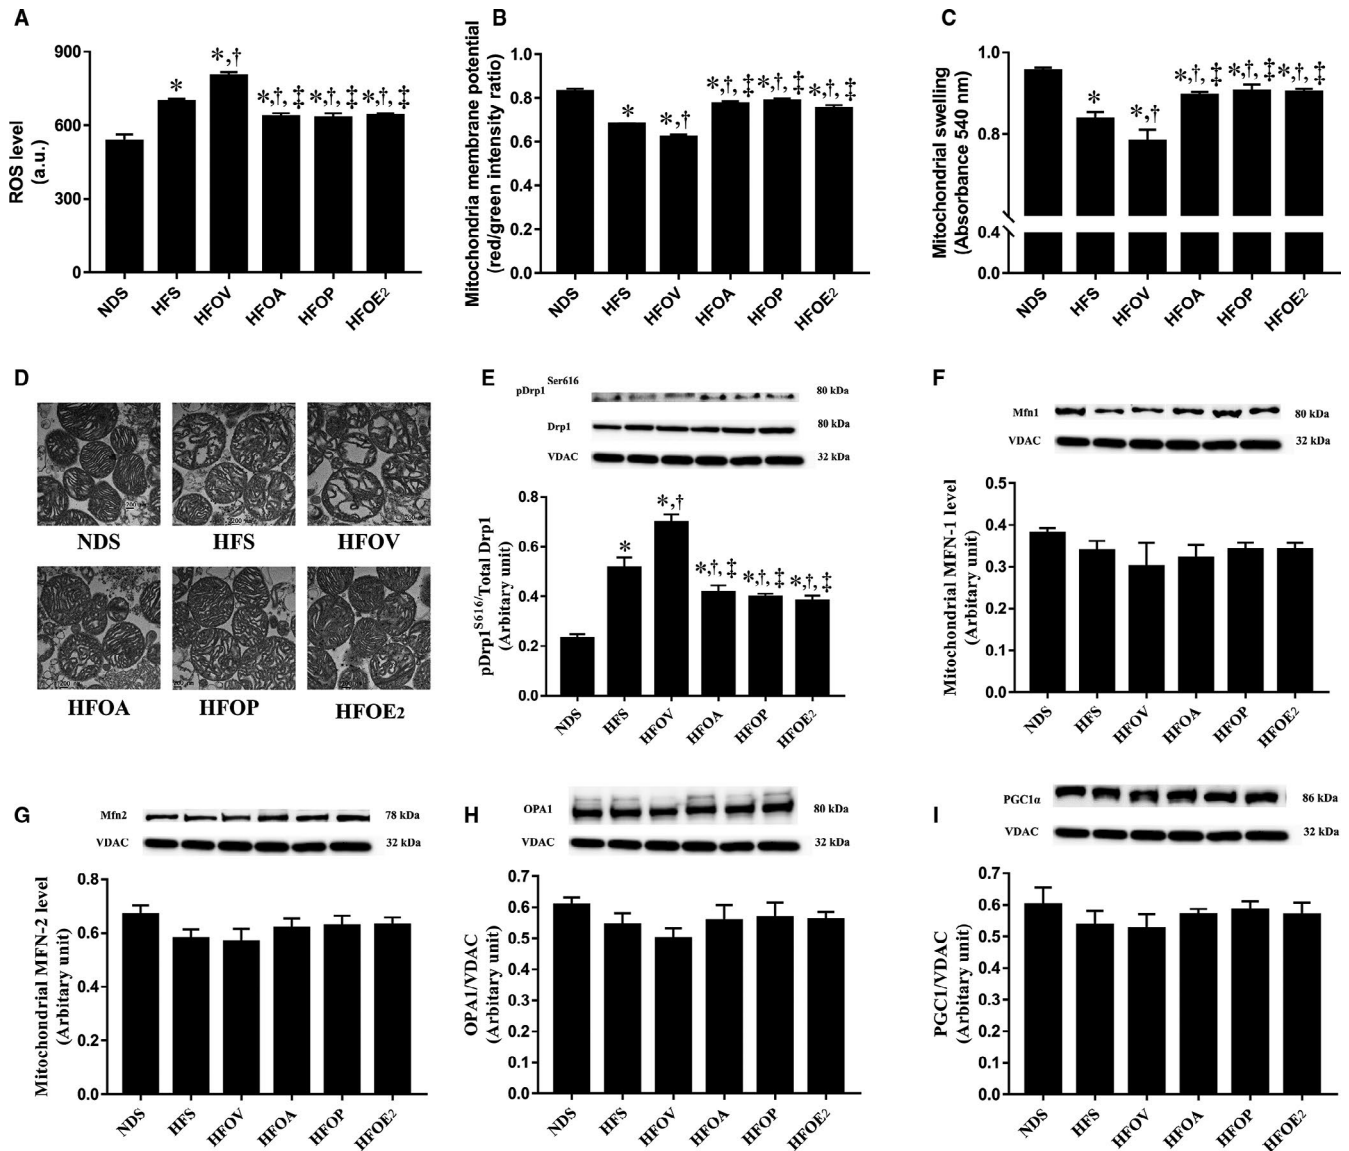 A
ROS level
(a.u.)
900
600
300
0
*
*,†
*,†,‡
*,†,‡
*,†,‡
NDS
HFS
HFOV
HFOA
HFOP
HFOE2
B
Mitochondria membrane potential
(red/green intensity ratio)
1.0
0.8
0.6
0.4
0.2
0.0
*
*,†
*,†,‡
*,†,‡
*,†,‡
NDS
HFS
HFOV
HFOA
HFOP
HFOE2
C
Mitochondrial swelling
(Absorbance 540 nm)
1.0
0.8
0.4
0.0
*
*,†
*,†,‡
*,†,‡
*,†,‡
NDS
HFS
HFOV
HFOA
HFOP
HFOE2
D
NDS
HFS
HFOV
HFOA
HFOP
HFOE2
E
pDrp1 Ser616 80 kDa
Drp1 80 kDa
VDAC 32 kDa
pDrp1S616/Total Drp1
(Arbitary unit)
0.8
0.6
0.4
0.2
0.0
*
*,†
*,†,‡
*,†,‡
*,†,‡
NDS
HFS
HFOV
HFOA
HFOP
HFOE2
F
Mfn1 80 kDa
VDAC 32 kDa
Mitochondrial MFN-1 level
(Arbitary unit)
0.5
0.4
0.3
0.2
0.1
0.0
NDS
HFS
HFOV
HFOA
HFOP
HFOE2
G
Mfn2 78 kDa
VDAC 32 kDa
Mitochondrial MFN-2 level
(Arbitary unit)
0.8
0.6
0.4
0.2
0.0
NDS
HFS
HFOV
HFOA
HFOP
HFOE2
H
OPA1 80 kDa
VDAC 32 kDa
OPA1/VDAC
(Arbitary unit)
0.7
0.6
0.5
0.4
0.3
0.2
0.1
0.0
NDS
HFS
HFOV
HFOA
HFOP
HFOE2
I
PGC1α 86 kDa
VDAC 32 kDa
PGC1/VDAC
(Arbitary unit)
0.7
0.6
0.5
0.4
0.3
0.2
0.1
0.0
NDS
HFS
HFOV
HFOA
HFOP
HFOE2